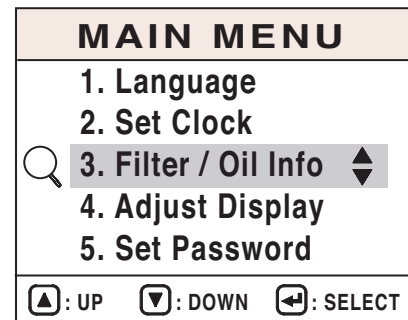 MAIN MENU
1. Language
2. Set Clock
3. Filter / Oil Info
4. Adjust Display
5. Set Password
: UP : DOWN : SELECT